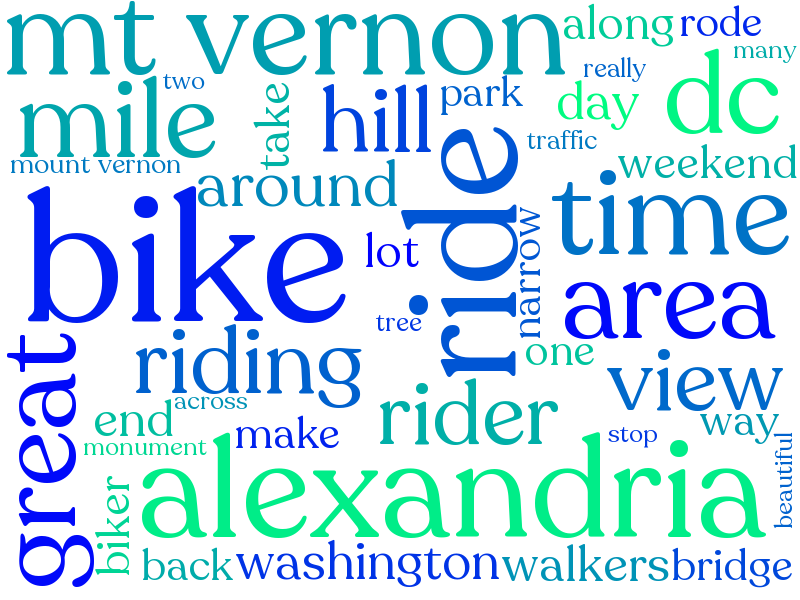 mt vernon
along
rode
many
two
really
mile
take
hill
park
day
dc
traffic
mount vernon
weekend
around
ride
time
bike
lot
narrow
area
tree
great
riding
one
view
across
end
rider
way
make
stop
monument
beautiful
alexandria
biker
back
washington
walkers
bridge